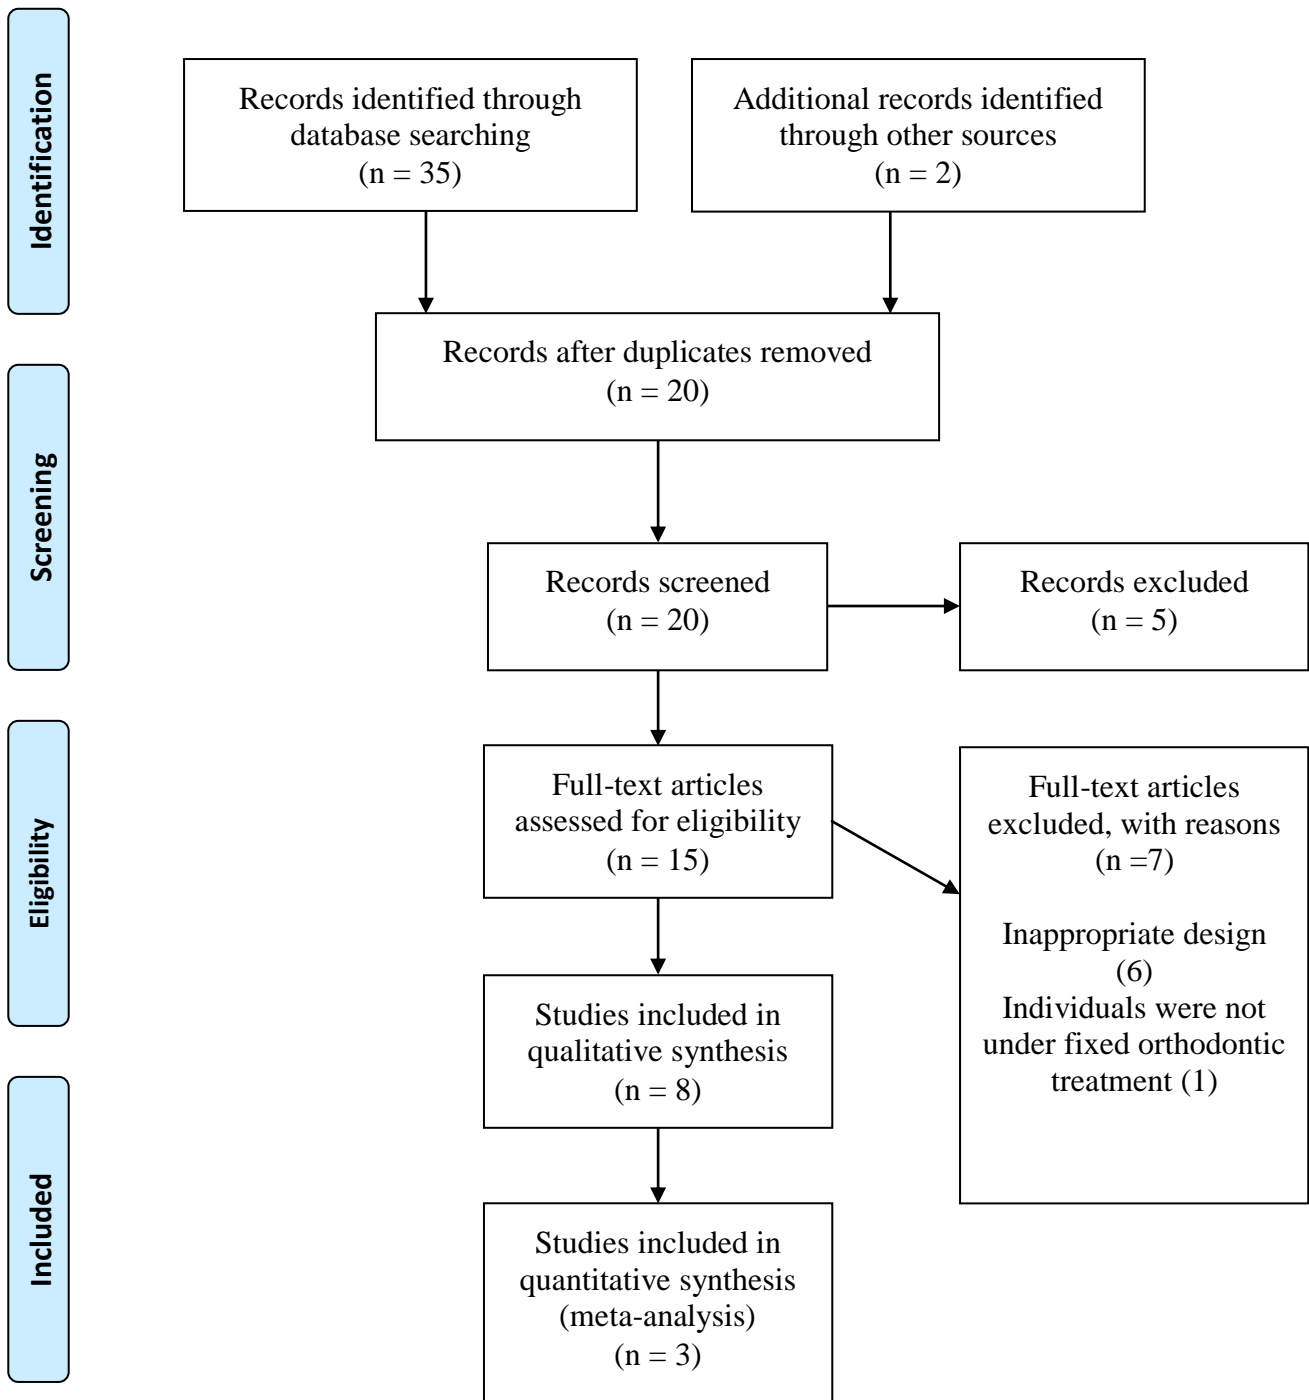 Identification
Records identified through
database searching
(n = 35)
Additional records identified
through other sources
(n = 2)
Records after duplicates removed
(n = 20)
Screening
Records screened
(n = 20)
Records excluded
(n = 5)
Eligibility
Full-text articles
assessed for eligibility
(n = 15)
Full-text articles
excluded, with reasons
(n =7)
Inappropriate design
(6)
Individuals were not
under fixed orthodontic
treatment (1)
Studies included in
qualitative synthesis
(n = 8)
Included
Studies included in
quantitative synthesis
(meta-analysis)
(n = 3)